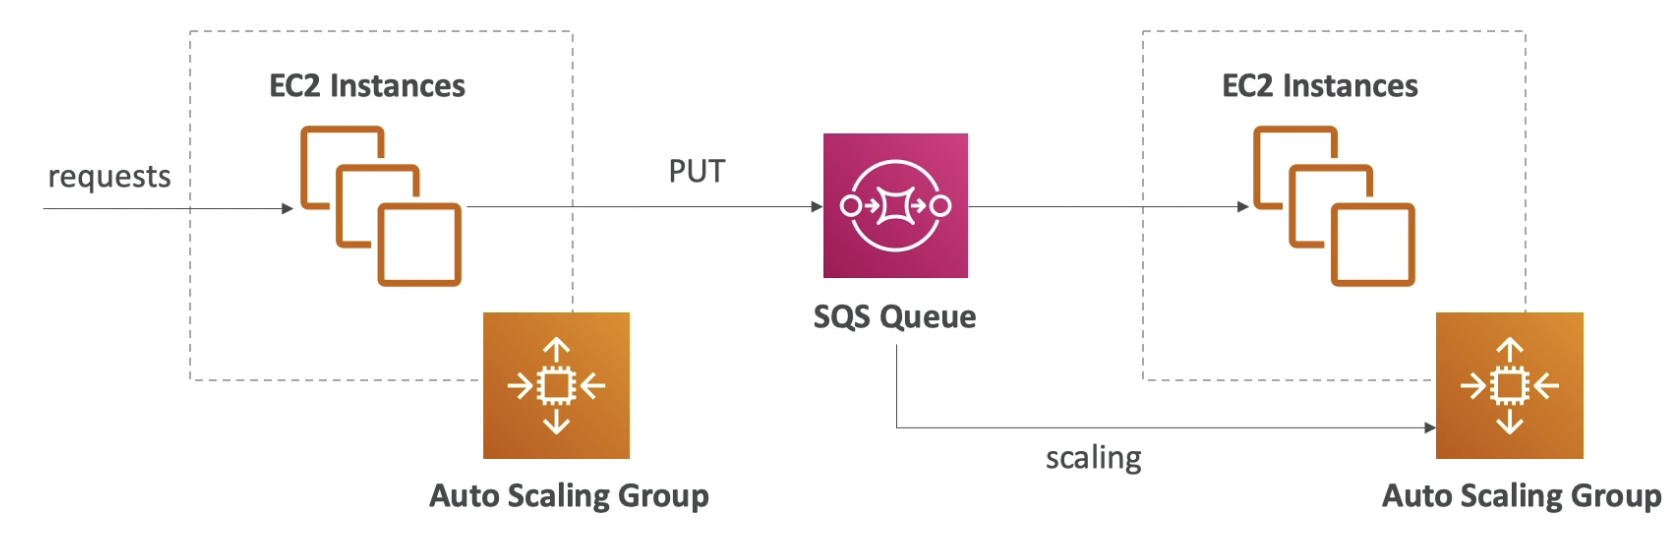 EC2 Instances
requests
PUT
SQS Queue
scaling
Auto Scaling Group
EC2 Instances
Auto Scaling Group